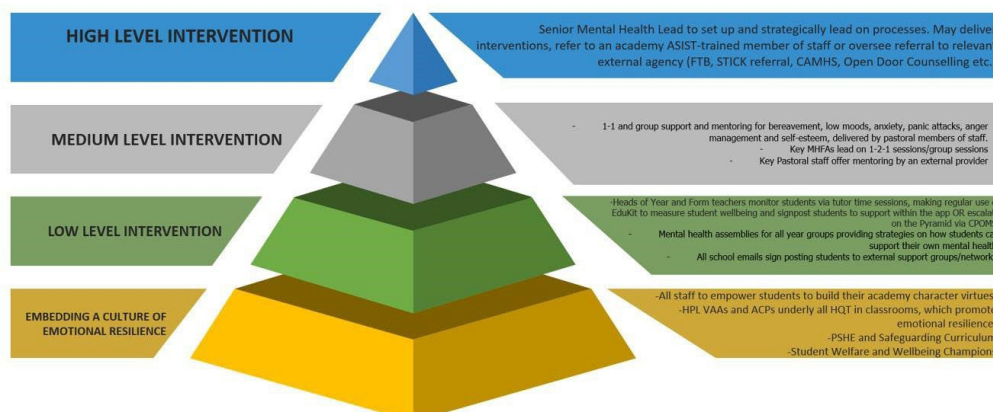 HIGH LEVEL INTERVENTION
Senior Mental Health Lead to set up and strategically lead on processes. May deliver
interventions, refer to an academy ASIST-trained member of staff or oversee referral to relevant
external agency (FTB, STICK referral, CAMHS, Open Door Counselling etc.
MEDIUM LEVEL INTERVENTION
- 1-1 and group support and mentoring for bereavement, low moods, anxiety, panic attacks, anger
management and self-esteem, delivered by pastoral members of staff.
- Key MHFAs lead on 1-2-1 sessions/group sessions
- Key Pastoral staff offer mentoring by an external provider
LOW LEVEL INTERVENTION
-Heads of Year and Form teachers monitor students via tutor time sessions, making regular use
EduKit to measure student wellbeing and signpost students to support within the app OR escalat
on the Pyramid via CPOMS
- Mental health assemblies for all year groups providing strategies on how students ca
support their own mental health
- All school emails sign posting students to external support groups/network
EMBEDDING A CULTURE OF
EMOTIONAL RESILIENCE
-All staff to empower students to build their academy character virtues
-HPL VAAs and ACPs underly all HQT in classrooms, which promote
emotional resilience
-PSHE and Safeguarding Curriculum
-Student Welfare and Wellbeing Champion